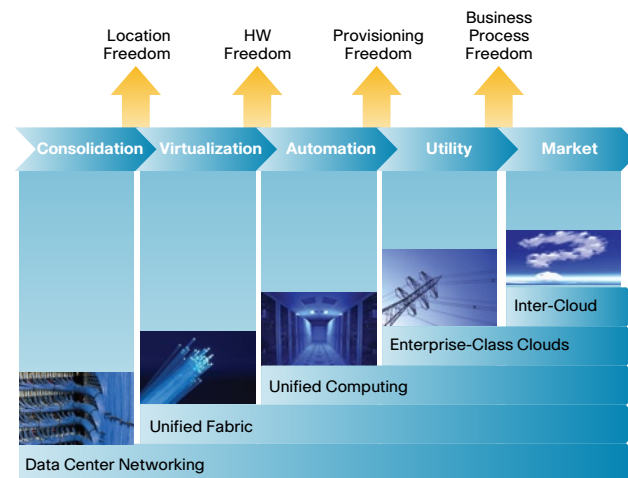 Location
Freedom
HW
Freedom
Provisioning
Freedom
Business
Process
Freedom
Consolidation
Virtualization
Automation
Utility
Market
Inter-Cloud
Enterprise-Class Clouds
Unified Computing
Unified Fabric
Data Center Networking